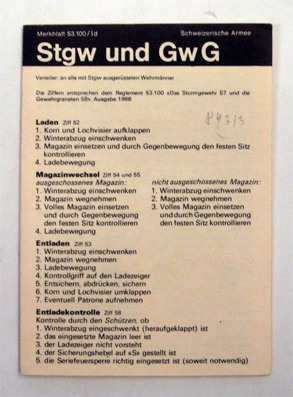 Merkblatt 53.100/I d Schweizerische Armee
Stgw und GwG
Verteiler: an alle mit Stgw ausgerüsteten Wehrmänner
Die Ziffern entsprechen dem Reglement 53.100 «Das Sturmgewehr 57 und die
Gewehrgranaten 58», Ausgabe 1968
Laden Ziff 52
1. Korn und Lochvisier aufklappen
2. Winterabzug einschwenken
3. Magazin einsetzen und durch Gegenbewegung den festen Sitz
kontrollieren
4. Ladebewegung
Magazinwechsel Ziff 54 und 55
ausgeschossenes Magazin:
1. Winterabzug einschwenken
2. Magazin wegnehmen
3. Volles Magazin einsetzen
und durch Gegenbewegung
den festen Sitz kontrollieren
4. Ladebewegung
nicht ausgeschossenes Magazin:
1. Winterabzug einschwenken
2. Magazin wegnehmen
3. Volles Magazin einsetzen
und durch Gegenbewegung
den festen Sitz kontrollieren
Entladen Ziff 53
1. Winterabzug einschwenken
2. Magazin wegnehmen
3. Ladebewegung
4. Kontrollgriff auf den Ladezeiger
5. Entsichern, abdrücken, sichern
6. Korn und Lochvisier umklappen
7. Eventuell Patrone aufnehmen
Entladekontrolle Ziff 58
Kontrolle durch den Schützen, ob
1. Winterabzug eingeschwenkt (heraufgeklappt) ist
2. das eingesetzte Magazin leer ist
3. der Ladezeiger nicht vorsteht
4. der Sicherungshebel auf «S» gestellt ist
5. die Seriefeuersperre richtig eingesetzt ist (soweit notwendig)